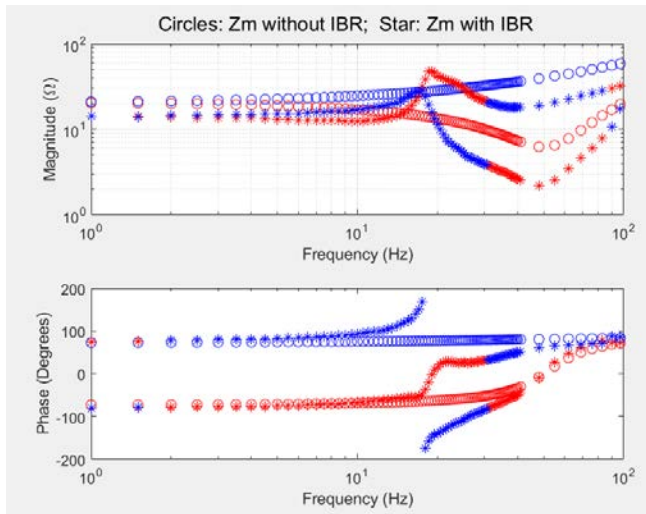 Circles: Zm without IBR; Star: Zm with IBR
10²
10¹
10⁰
Magnitude (Ω)
10⁰
10¹
10²
Frequency (Hz)
200
100
0
-100
-200
Phase (Degrees)
10⁰
10¹
10²
Frequency (Hz)